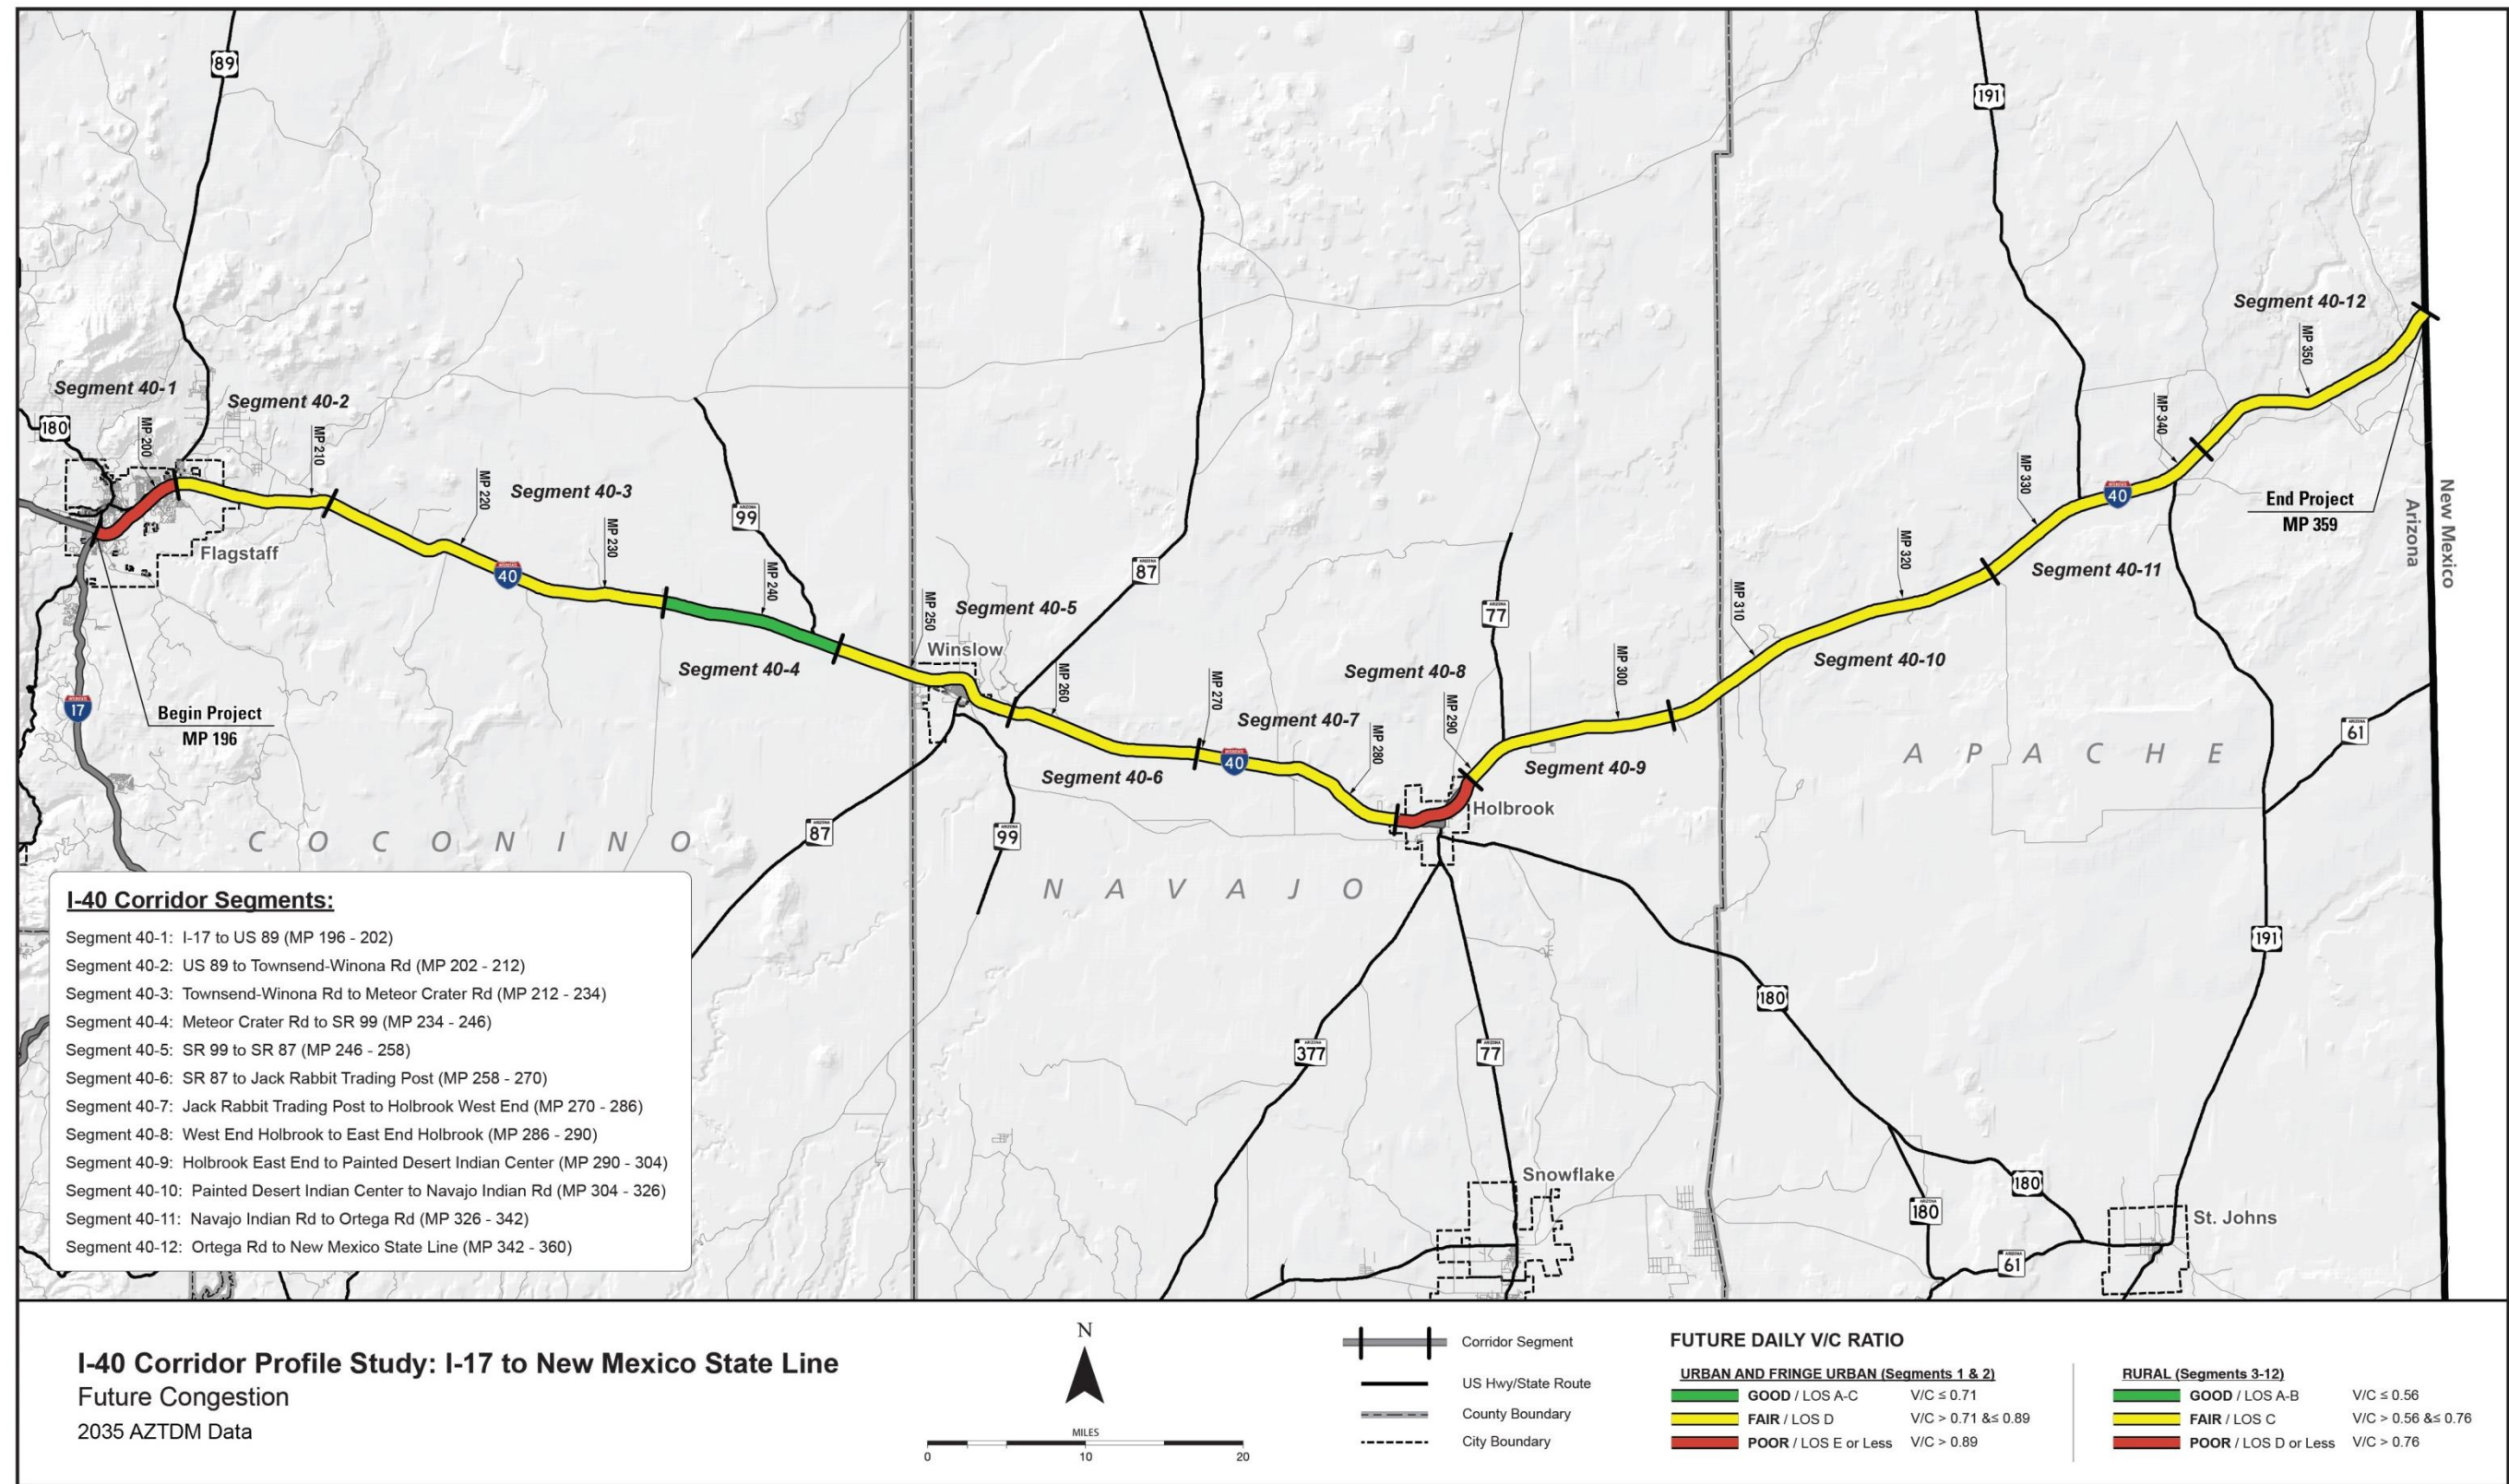 89
191
Segment 40-12
MP 350
Segment 40-1
Segment 40-2
180
MP 200
MP 210
MP 340
MP 220
Segment 40-3
MP 330
40
End Project
MP 359
Arizona
New Mexico
ARIZONA
99
MP 230
Flagstaff
40
MP 240
ARIZONA
87
MP 320
Segment 40-11
MP 250
Segment 40-5
Winslow
ARIZONA
77
MP 310
Segment 40-4
MP 260
MP 270
Segment 40-8
MP 300
Segment 40-10
17
Begin Project
MP 196
MP 290
Segment 40-7
MP 280
ARIZONA
61
Segment 40-6
40
Segment 40-9
APACHE
Holbrook
COCONINO
ARIZONA
87
ARIZONA
99
NAVAJO
I-40 Corridor Segments:
Segment 40-1: I-17 to US 89 (MP 196 - 202)
Segment 40-2: US 89 to Townsend-Winona Rd (MP 202 - 212)
Segment 40-3: Townsend-Winona Rd to Meteor Crater Rd (MP 212 - 234)
Segment 40-4: Meteor Crater Rd to SR 99 (MP 234 - 246)
Segment 40-5: SR 99 to SR 87 (MP 246 - 258)
Segment 40-6: SR 87 to Jack Rabbit Trading Post (MP 258 - 270)
Segment 40-7: Jack Rabbit Trading Post to Holbrook West End (MP 270 - 286)
Segment 40-8: West End Holbrook to East End Holbrook (MP 286 - 290)
Segment 40-9: Holbrook East End to Painted Desert Indian Center (MP 290 - 304)
Segment 40-10: Painted Desert Indian Center to Navajo Indian Rd (MP 304 - 326)
Segment 40-11: Navajo Indian Rd to Ortega Rd (MP 326 - 342)
Segment 40-12: Ortega Rd to New Mexico State Line (MP 342 - 360)
191
180
ARIZONA
377
ARIZONA
77
Snowflake
180
ARIZONA
180
St. Johns
ARIZONA
61
I-40 Corridor Profile Study: I-17 to New Mexico State Line
Future Congestion
2035 AZTDM Data
N
MILES
0 10 20
Corridor Segment
US Hwy/State Route
County Boundary
City Boundary
FUTURE DAILY V/C RATIO
URBAN AND FRINGE URBAN (Segments 1 & 2)
GOOD / LOS A-C V/C ≤ 0.71
FAIR / LOS D V/C > 0.71 &≤ 0.89
POOR / LOS E or Less V/C > 0.89
RURAL (Segments 3-12)
GOOD / LOS A-B V/C ≤ 0.56
FAIR / LOS C V/C > 0.56 &≤ 0.76
POOR / LOS D or Less V/C > 0.76